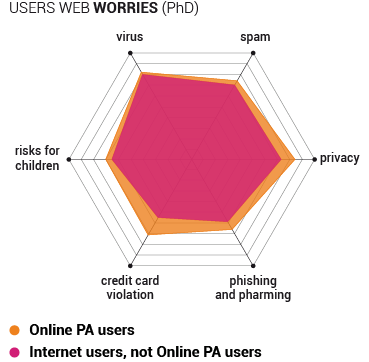 USERS WEB WORRIES (PhD)
virus
spam
risks for
children
privacy
credit card
violation
phishing
and pharming
Online PA users
Internet users, not Online PA users